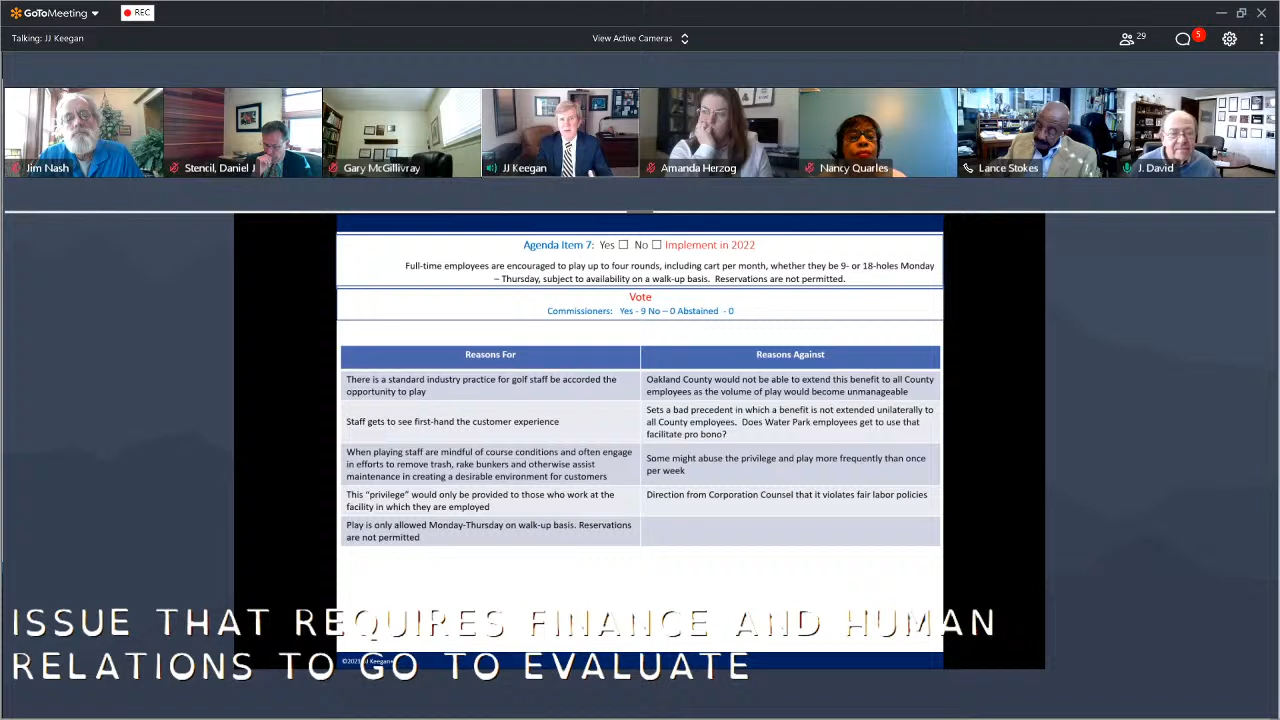 GoToMeeting
REC
Talking: JJ Keegan
View Active Cameras
29
5
Jim Nash
Stencil, Daniel J
Gary McGillivray
JJ Keegan
Amanda Herzog
Nancy Quarles
Lance Stokes
J. David
Agenda Item 7: Yes ☐ No ☐ Implement in 2022
Full-time employees are encouraged to play up to four rounds, including cart per month, whether they be 9- or 18-holes Monday
– Thursday, subject to availability on a walk-up basis. Reservations are not permitted.
Vote
Commissioners: Yes - 9 No – 0 Abstained - 0
Reasons For
Reasons Against
There is a standard industry practice for golf staff be accorded the
opportunity to play
Oakland County would not be able to extend this benefit to all County
employees as the volume of play would become unmanageable
Staff gets to see first-hand the customer experience
Sets a bad precedent in which a benefit is not extended unilaterally to
all County employees. Does Water Park employees get to use that
facilitate pro bono?
When playing staff are mindful of course conditions and often engage
in efforts to remove trash, rake bunkers and otherwise assist
maintenance in creating a desirable environment for customers
Some might abuse the privilege and play more frequently than once
per week
This “privilege” would only be provided to those who work at the
facility in which they are employed
Direction from Corporation Counsel that it violates fair labor policies
Play is only allowed Monday-Thursday on walk-up basis. Reservations
are not permitted
ISSUE THAT REQUIRES FINANCE AND HUMAN
RELATIONS TO GO TO EVALUATE
©2021 JJ Keegan